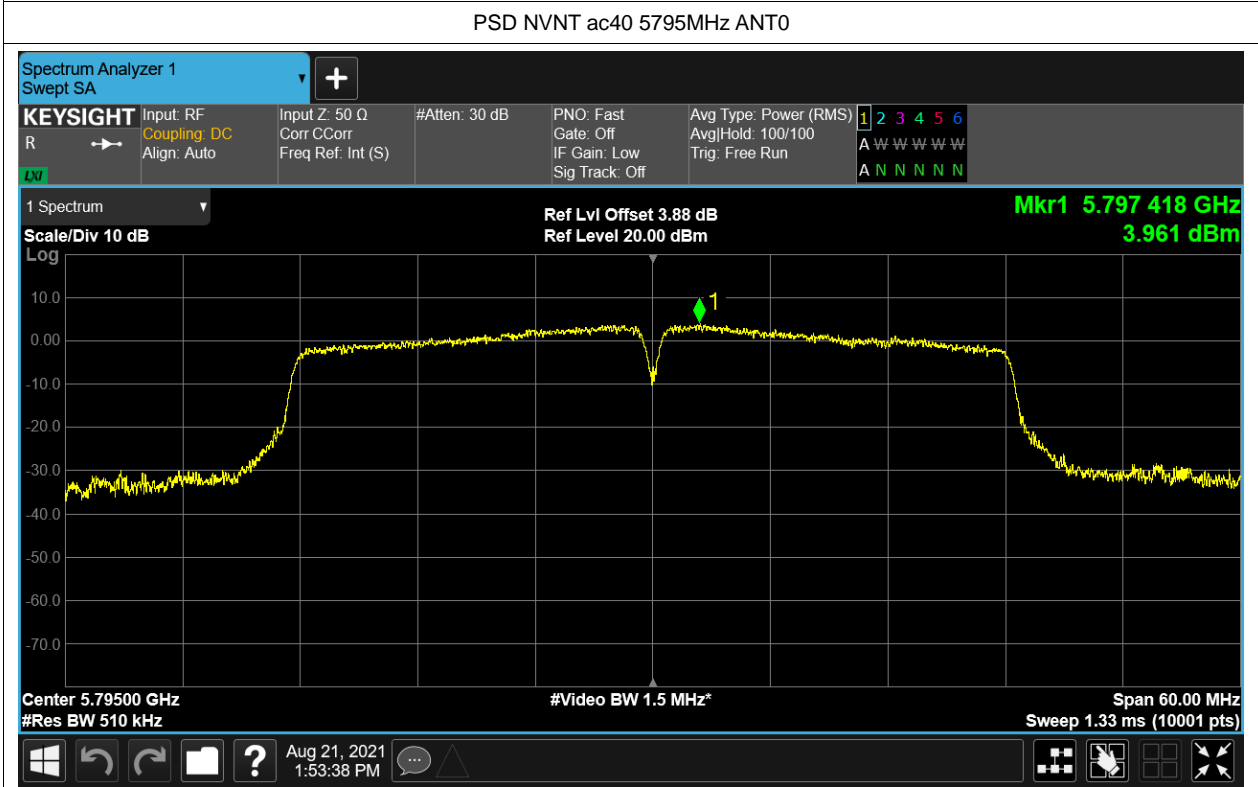 PSD NVNT ac40 5795MHz ANT0
Spectrum Analyzer 1
Swept SA
KEYSIGHT
R
LXI
Input: RF
Coupling: DC
Align: Auto
Input Z: 50 Ω
Corr CCorr
Freq Ref: Int (S)
#Atten: 30 dB
PNO: Fast
Gate: Off
IF Gain: Low
Sig Track: Off
Avg Type: Power (RMS)
Avg|Hold: 100/100
Trig: Free Run
1 2 3 4 5 6
A W W W W W
A N N N N N
1 Spectrum
Scale/Div 10 dB
Log
Ref Lvl Offset 3.88 dB
Ref Level 20.00 dBm
Mkr1 5.797 418 GHz
3.961 dBm
1
10.0
0.00
-10.0
-20.0
-30.0
-40.0
-50.0
-60.0
-70.0
Center 5.79500 GHz
#Res BW 510 kHz
#Video BW 1.5 MHz*
Span 60.00 MHz
Sweep 1.33 ms (10001 pts)
?
Aug 21, 2021
1:53:38 PM